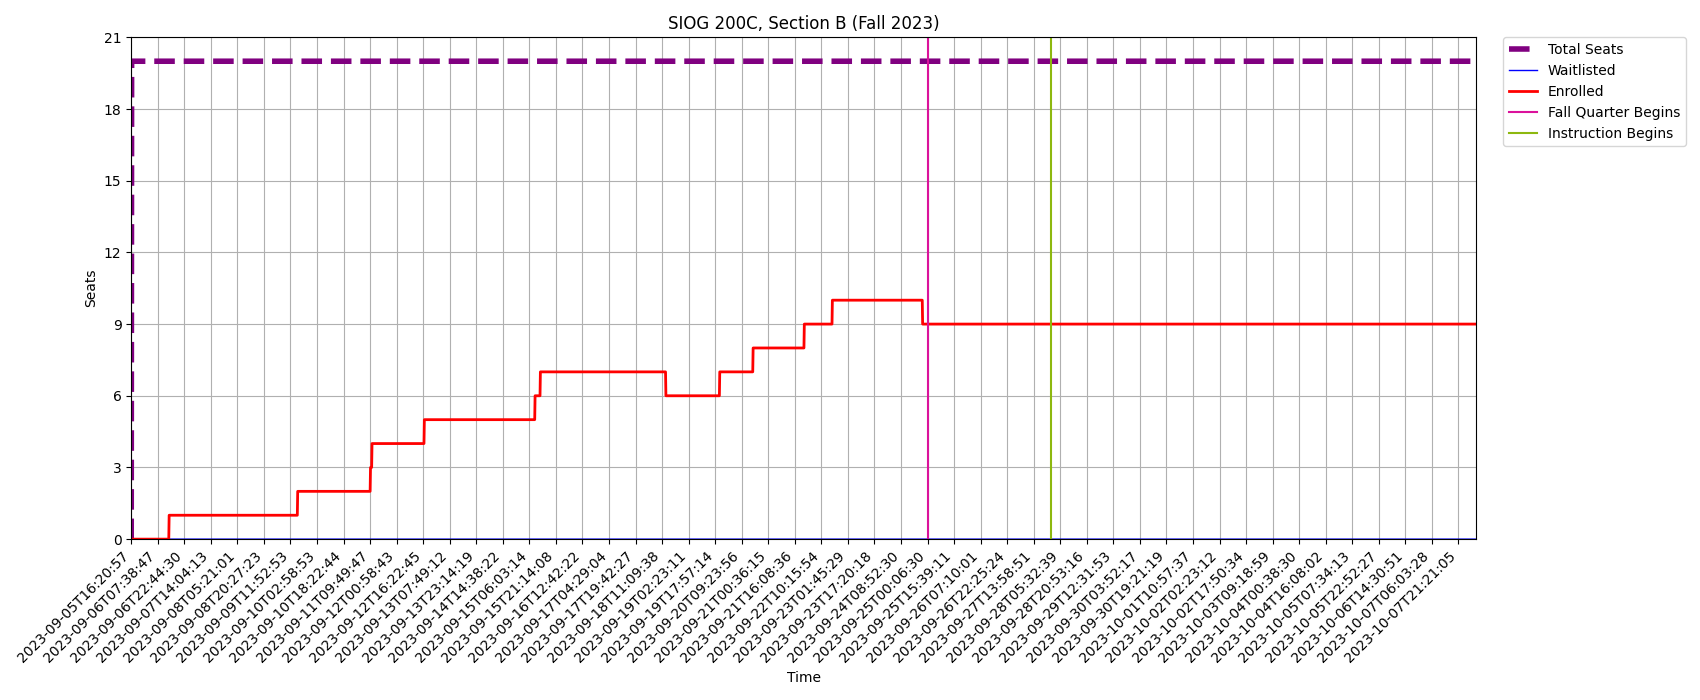 SIOG 200C, Section B (Fall 2023)
Total Seats
Waitlisted
Enrolled
Fall Quarter Begins
Instruction Begins
21
18
15
12
9
6
3
0
Seats
2023-09-05T16:20:57
2023-09-06T07:38:47
2023-09-06T22:44:30
2023-09-07T14:04:13
2023-09-08T05:21:01
2023-09-08T20:27:23
2023-09-09T11:52:53
2023-09-10T02:58:53
2023-09-10T18:22:44
2023-09-11T09:49:47
2023-09-12T00:58:43
2023-09-12T16:22:45
2023-09-13T07:49:12
2023-09-13T23:14:19
2023-09-14T14:38:22
2023-09-15T06:03:14
2023-09-15T21:14:08
2023-09-16T12:42:22
2023-09-17T04:29:04
2023-09-17T19:42:27
2023-09-18T11:09:38
2023-09-19T02:23:11
2023-09-19T17:57:14
2023-09-20T09:23:56
2023-09-21T00:36:15
2023-09-21T16:08:36
2023-09-22T10:15:54
2023-09-23T01:45:29
2023-09-23T17:20:18
2023-09-24T08:52:30
2023-09-25T00:06:30
2023-09-25T15:39:11
2023-09-26T07:10:01
2023-09-26T22:25:24
2023-09-27T13:58:51
2023-09-28T05:32:39
2023-09-28T20:53:16
2023-09-29T12:31:53
2023-09-30T03:52:17
2023-09-30T19:21:19
2023-10-01T10:57:37
2023-10-02T02:23:12
2023-10-02T17:50:34
2023-10-03T09:18:59
2023-10-04T00:38:30
2023-10-04T16:08:02
2023-10-05T07:34:13
2023-10-05T22:52:27
2023-10-06T14:30:51
2023-10-07T06:03:28
2023-10-07T21:21:05
Time